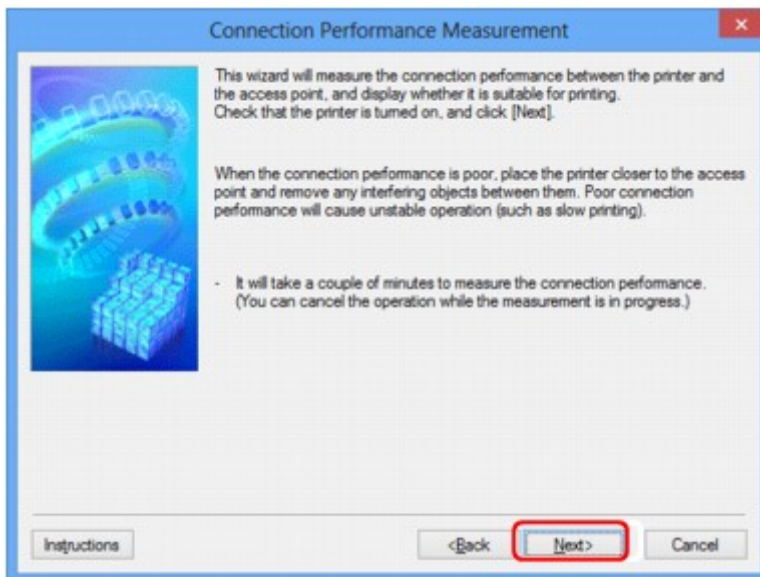 Connection Performance Measurement
This wizard will measure the connection performance between the printer and
the access point, and display whether it is suitable for printing.
Check that the printer is turned on, and click [Next].
When the connection performance is poor, place the printer closer to the access
point and remove any interfering objects between them. Poor connection
performance will cause unstable operation (such as slow printing).
- It will take a couple of minutes to measure the connection performance.
(You can cancel the operation while the measurement is in progress.)
Instructions <Back Next> Cancel